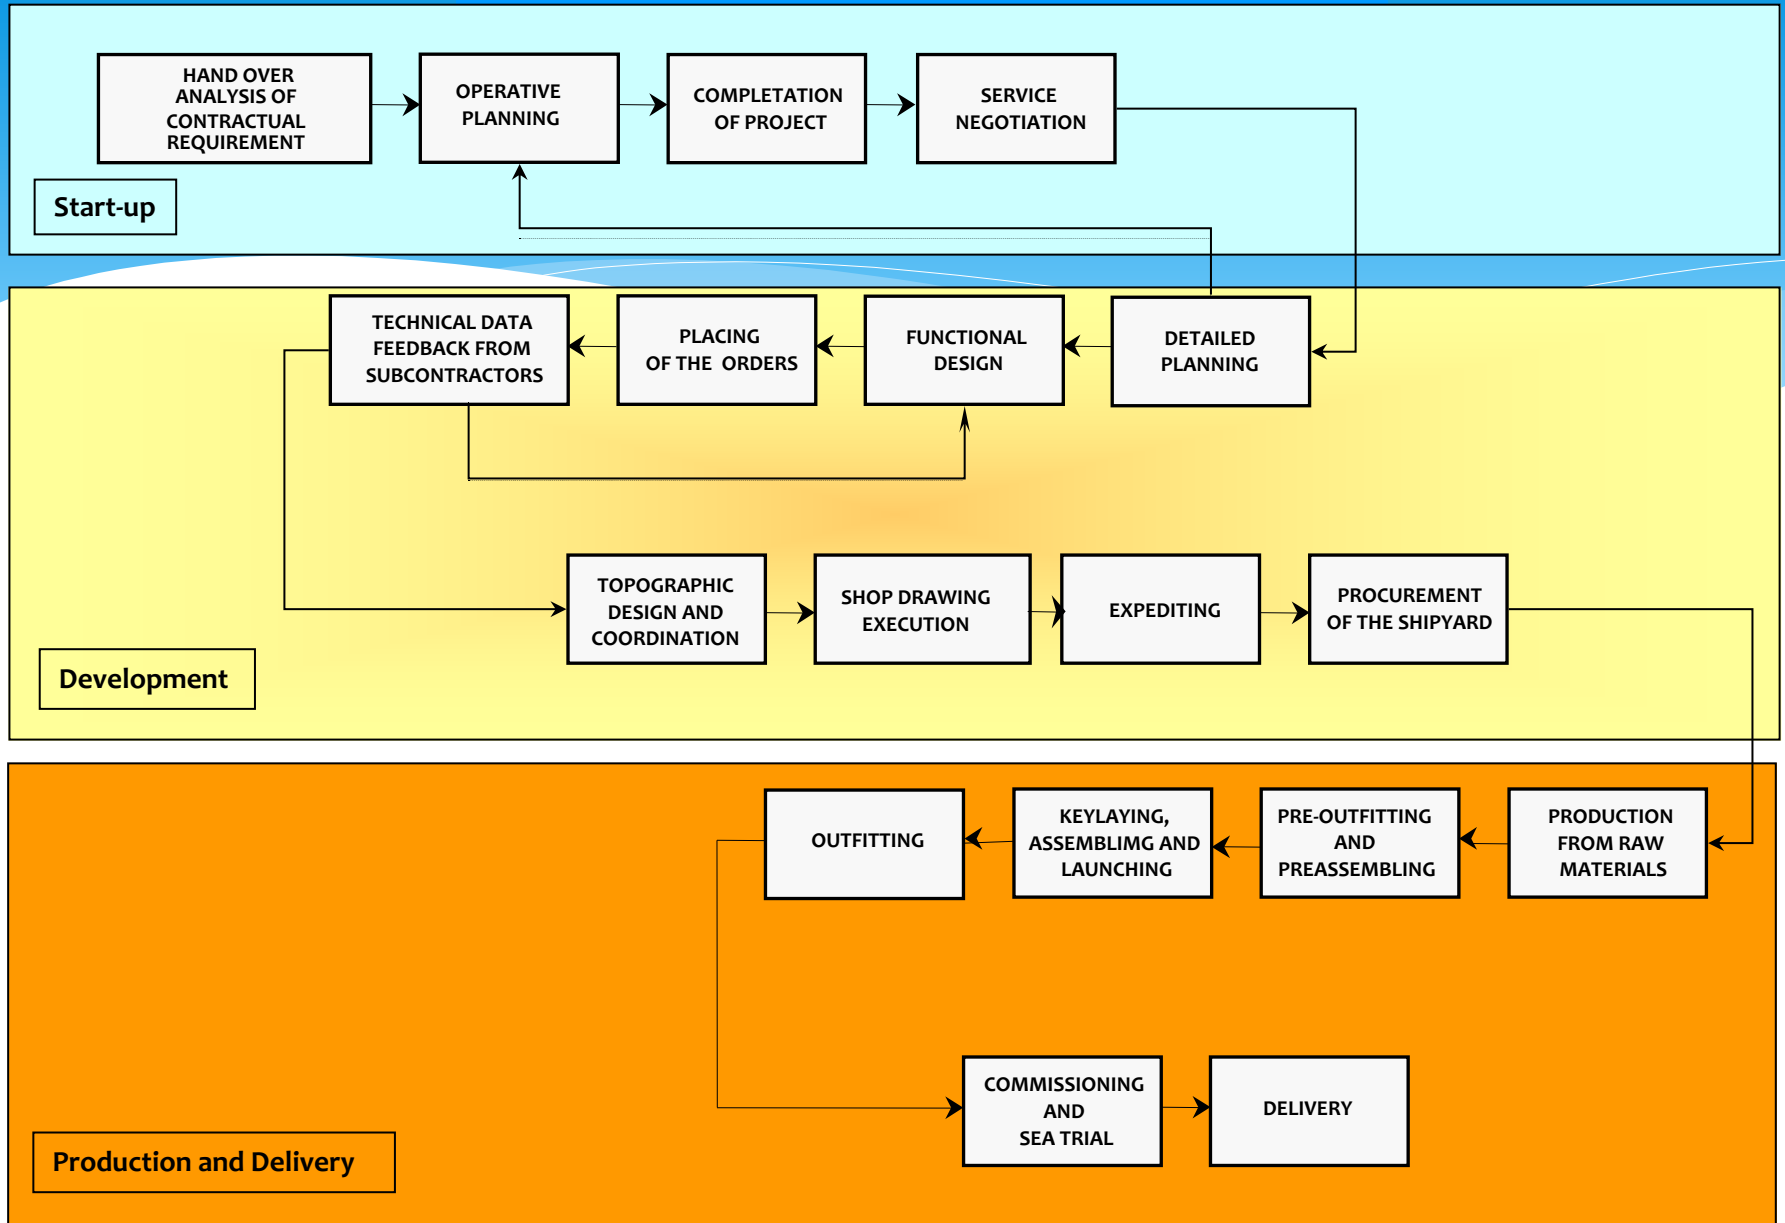 HAND OVER
ANALYSIS OF
CONTRACTUAL
REQUIREMENT
OPERATIVE
PLANNING
COMPLETATION
OF PROJECT
SERVICE
NEGOTIATION
Start-up
TECHNICAL DATA
FEEDBACK FROM
SUBCONTRACTORS
PLACING
OF THE ORDERS
FUNCTIONAL
DESIGN
DETAILED
PLANNING
TOPOGRAPHIC
DESIGN AND
COORDINATION
SHOP DRAWING
EXECUTION
EXPEDITING
PROCUREMENT
OF THE SHIPYARD
Development
OUTFITTING
KEYLAYING,
ASSEMBLIMG AND
LAUNCHING
PRE-OUTFITTING
AND
PREASSEMBLING
PRODUCTION
FROM RAW
MATERIALS
COMMISSIONING
AND
SEA TRIAL
DELIVERY
Production and Delivery